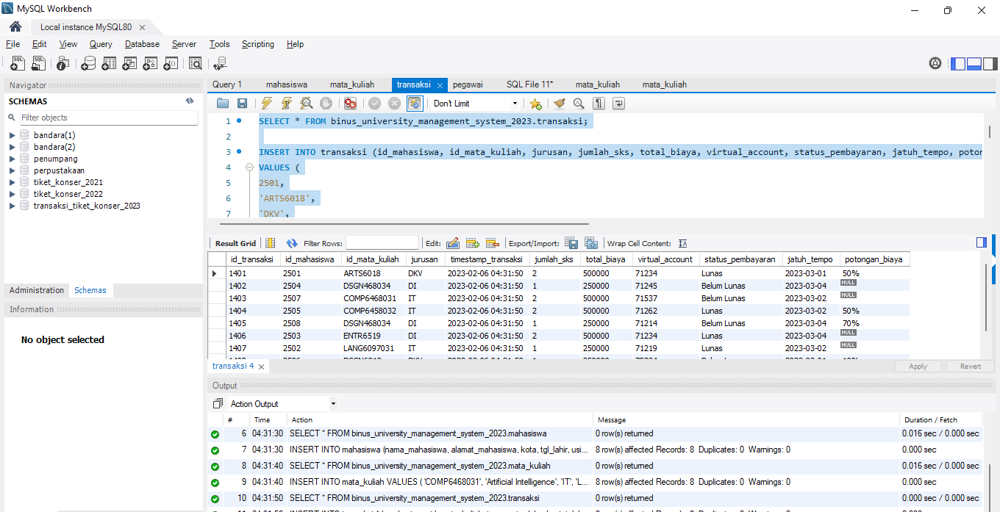 MySQL Workbench
Local instance MySQL80
File Edit View Query Database Server Tools Scripting Help
Navigator
SCHEMAS
Filter objects
bandara(1)
bandara(2)
penumpang
perpustakaan
tiket_konser_2021
tiket_konser_2022
transaksi_tiket_konser_2023
Administration Schemas
Information
No object selected
Query 1 mahasiswa mata_kuliah transaksi pegawai SQL File 11* mata_kuliah mata_kuliah
Don't Limit
1 SELECT * FROM binus_university_management_system_2023.transaksi;
2
3 INSERT INTO transaksi (id_mahasiswa, id_mata_kuliah, jurusan, jumlah_sks, total_biaya, virtual_account, status_pembayaran, jatuh_tempo, poton
4 VALUES (
5 2501,
6 'ARTS6018',
7 'DKV',
Result Grid Filter Rows: Edit: Export/Import: Wrap Cell Content: IA
id_transaksi id_mahasiswa id_mata_kuliah jurusan timestamp_transaksi jumlah_sks total_biaya virtual_account status_pembayaran jatuh_tempo potongan_biaya
1401 2501 ARTS6018 DKV 2023-02-06 04:31:50 2 500000 71234 Lunas 2023-03-01 50%
1402 2504 DSGN468034 DI 2023-02-06 04:31:50 1 250000 71245 Belum Lunas 2023-03-04 NULL
1403 2507 COMP6468031 IT 2023-02-06 04:31:50 2 500000 71537 Belum Lunas 2023-03-02 NULL
1404 2505 COMP6458032 IT 2023-02-06 04:31:50 2 500000 71262 Lunas 2023-03-02 50%
1405 2508 DSGN468034 DI 2023-02-06 04:31:50 1 250000 71214 Belum Lunas 2023-03-04 70%
1406 2503 ENTR6519 DI 2023-02-06 04:31:50 2 500000 71234 Lunas 2023-03-04 NULL
1407 2502 LANG6097031 IT 2023-02-06 04:31:50 1 250000 71219 Lunas 2023-03-02 NULL
transaksi 4 Apply Revert
Output
Action Output
# Time Action Message Duration / Fetch
6 04:31:30 SELECT * FROM binus_university_management_system_2023.mahasiswa 0 row(s) returned 0.016 sec / 0.000 sec
7 04:31:30 INSERT INTO mahasiswa (nama_mahasiswa, alamat_mahasiswa, kota, tgl_lahir, usi... 8 row(s) affected Records: 8 Duplicates: 0 Warnings: 0 0.000 sec
8 04:31:40 SELECT * FROM binus_university_management_system_2023.mata_kuliah 0 row(s) returned 0.016 sec / 0.000 sec
9 04:31:40 INSERT INTO mata_kuliah VALUES ( 'COMP6468031', 'Artificial Intelligence', 'IT', 'L... 8 row(s) affected Records: 8 Duplicates: 0 Warnings: 0 0.000 sec
10 04:31:50 SELECT * FROM binus_university_management_system_2023.transaksi 0 row(s) returned 0.000 sec / 0.000 sec